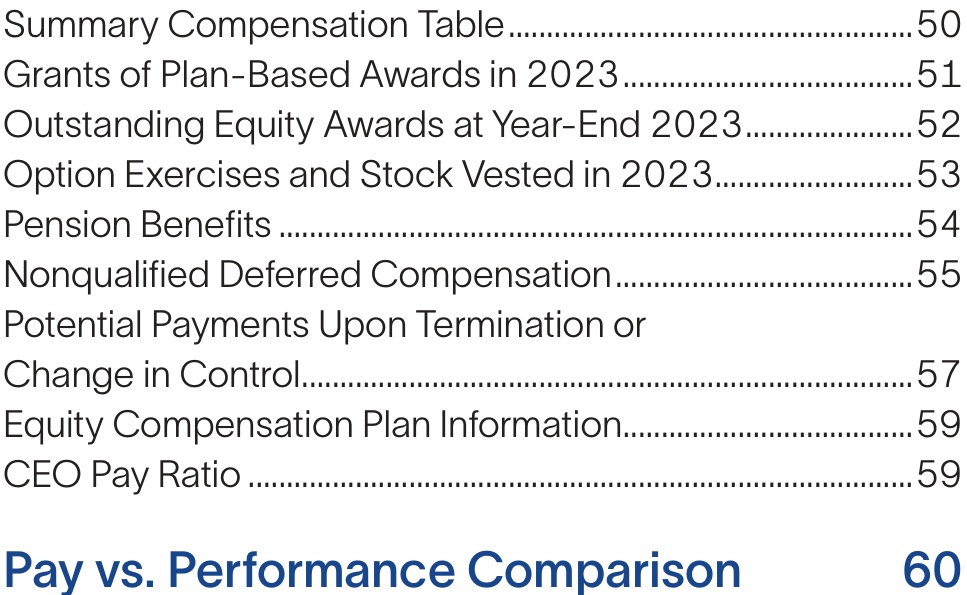 Summary Compensation Table....................50
Grants of Plan-Based Awards in 2023....................51
Outstanding Equity Awards at Year-End 2023....................52
Option Exercises and Stock Vested in 2023....................53
Pension Benefits ....................54
Nonqualified Deferred Compensation....................55
Potential Payments Upon Termination or
Change in Control....................57
Equity Compensation Plan Information....................59
CEO Pay Ratio ....................59
Pay vs. Performance Comparison 60